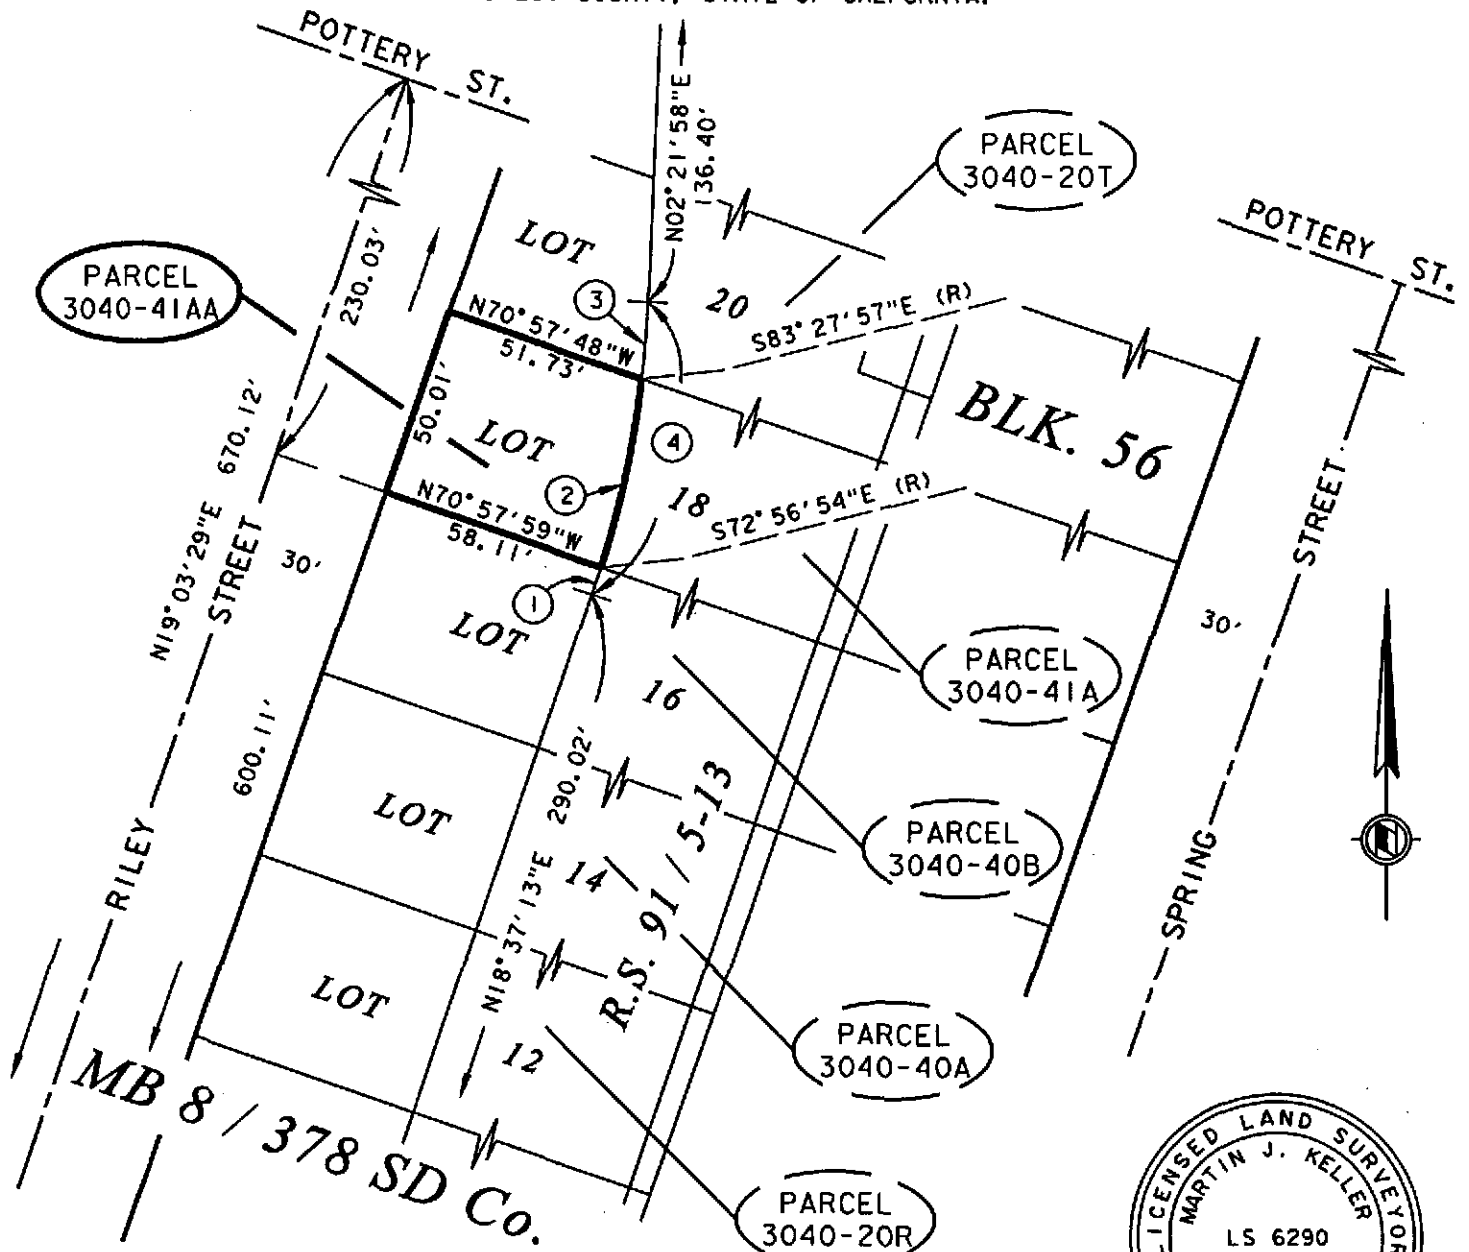 COUNTY, STATE OF CALIFORNIA.
POTTERY ST.
N02°21'58"E
136.40'
PARCEL
3040-20T
POTTERY ST.
LOT
20
230.03'
PARCEL
3040-41AA
3
N70°57'48"W
51.73'
S83°27'57"E (R)
50.01'
LOT
BLK. 56
4
2
18
N19°03'29"E 670.12'
N70°57'59"W
58.11'
S72°56'54"E (R)
30'
1
LOT
16
30'
PARCEL
3040-41A
600.11'
290.02'
N18°37'13"E
LOT
14
R.S. 91 / 5-13
PARCEL
3040-40B
RILEY STREET
SPRING STREET
LOT
12
PARCEL
3040-40A
MB 8 / 378 SD Co.
PARCEL
3040-20R
LICENSED LAND SURVEYOR
MARTIN J. KELLER
LS 6290